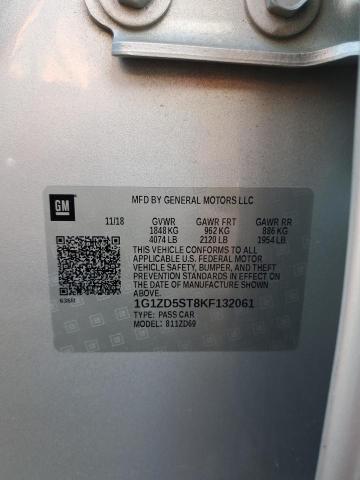 GM
MFD BY GENERAL MOTORS LLC
11/18 GVWR GAWR FRT GAWR RR
1848 KG 962 KG 886 KG
4074 LB 2120 LB 1954 LB
THIS VEHICLE CONFORMS TO ALL
APPLICABLE U.S. FEDERAL MOTOR
VEHICLE SAFETY, BUMPER, AND THEFT
PREVENTION STANDARDS IN EFFECT ON
THE DATE OF MANUFACTURE SHOWN
ABOVE.
1G1ZD5ST8KF132061
TYPE: PASS CAR
MODEL: 811ZD69